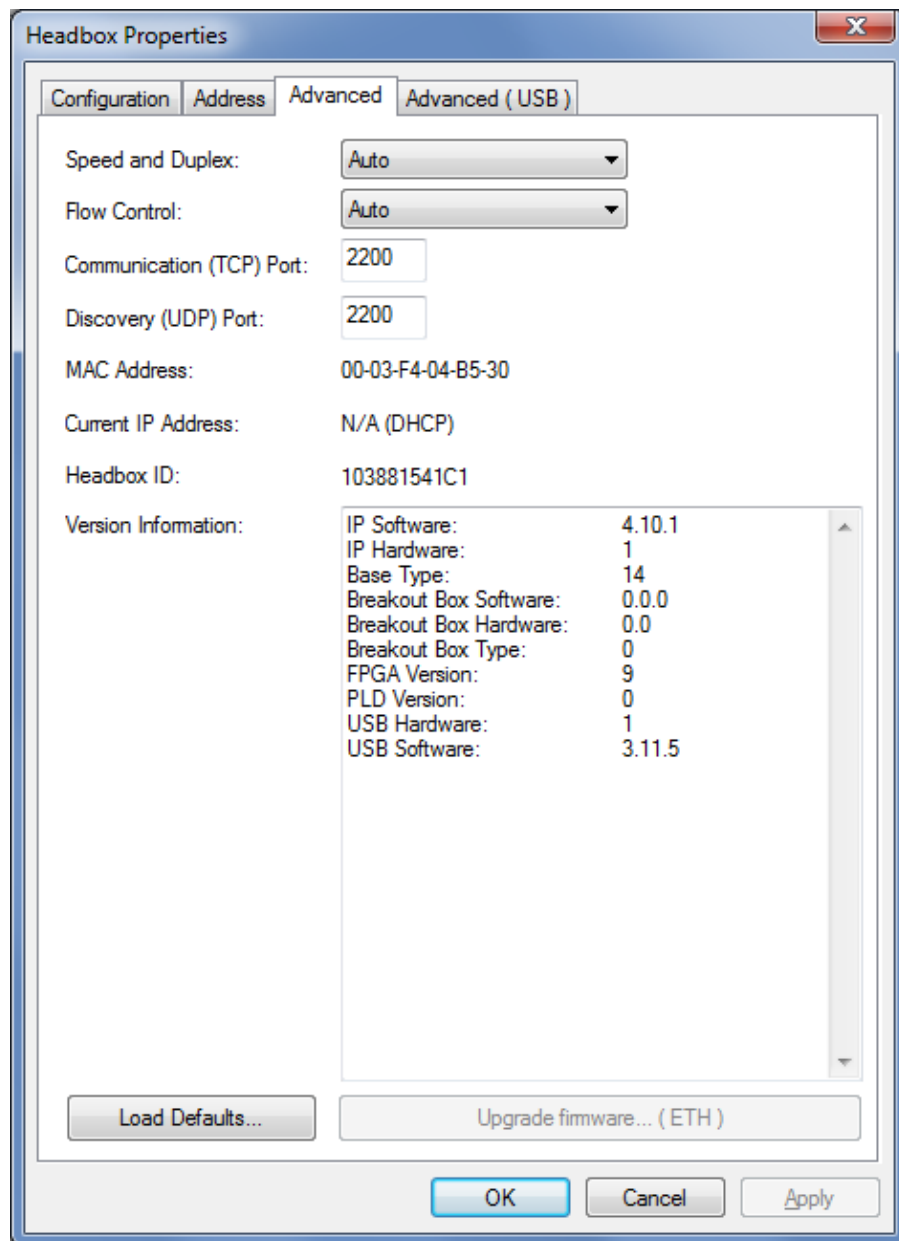 Headbox Properties
Configuration Address Advanced Advanced ( USB )
Speed and Duplex: Auto
Flow Control: Auto
Communication (TCP) Port: 2200
Discovery (UDP) Port: 2200
MAC Address: 00-03-F4-04-B5-30
Current IP Address: N/A (DHCP)
Headbox ID: 103881541C1
Version Information: IP Software: 4.10.1
IP Hardware: 1
Base Type: 14
Breakout Box Software: 0.0.0
Breakout Box Hardware: 0.0
Breakout Box Type: 0
FPGA Version: 9
PLD Version: 0
USB Hardware: 1
USB Software: 3.11.5
Load Defaults... Upgrade firmware... ( ETH )
OK Cancel Apply